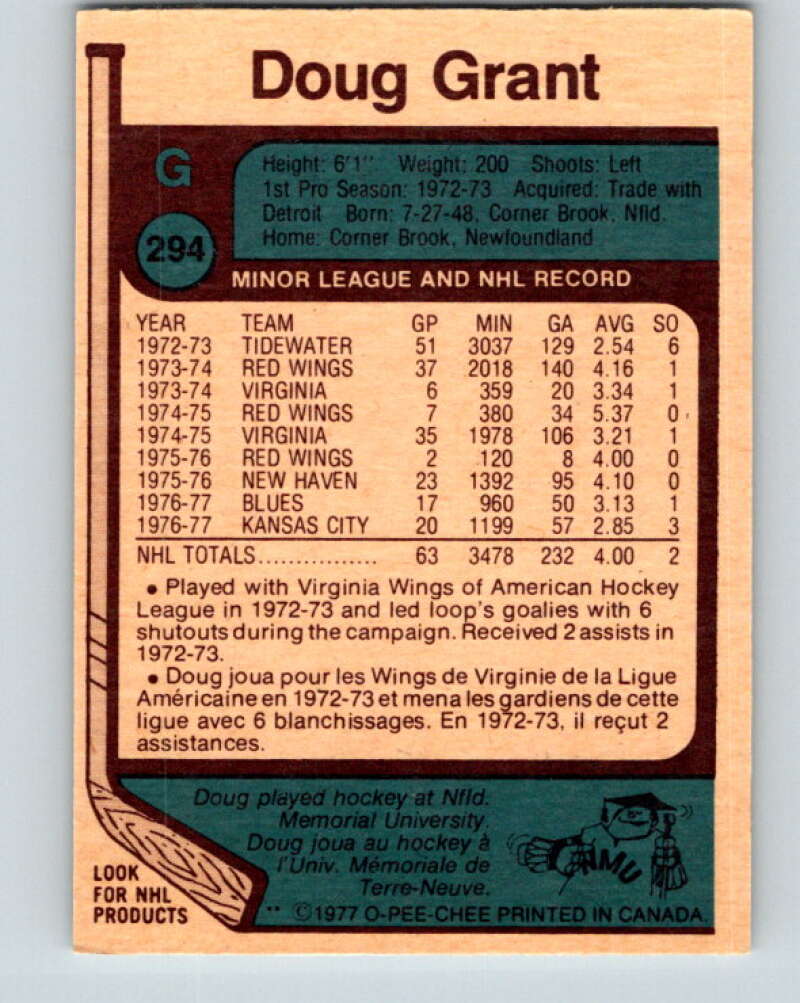 Doug Grant
G
294
Height: 6'1" Weight: 200 Shoots: Left
1st Pro Season: 1972-73 Acquired: Trade with
Detroit Born: 7-27-48, Corner Brook, Nfld.
Home: Corner Brook, Newfoundland
MINOR LEAGUE AND NHL RECORD
YEAR TEAM GP MIN GA AVG SO
1972-73 TIDEWATER 51 3037 129 2.54 6
1973-74 RED WINGS 37 2018 140 4.16 1
1973-74 VIRGINIA 6 359 20 3.34 1
1974-75 RED WINGS 7 380 34 5.37 0
1974-75 VIRGINIA 35 1978 106 3.21 1
1975-76 RED WINGS 2 120 8 4.00 0
1975-76 NEW HAVEN 23 1392 95 4.10 0
1976-77 BLUES 17 960 50 3.13 1
1976-77 KANSAS CITY 20 1199 57 2.85 3
NHL TOTALS................ 63 3478 232 4.00 2
• Played with Virginia Wings of American Hockey
League in 1972-73 and led loop's goalies with 6
shutouts during the campaign. Received 2 assists in
1972-73.
• Doug joua pour les Wings de Virginie de la Ligue
Américaine en 1972-73 et mena les gardiens de cette
ligue avec 6 blanchissages. En 1972-73, il reçut 2
assistances.
Doug played hockey at Nfld.
Memorial University.
Doug joua au hockey à
l'Univ. Mémoriale de
Terre-Neuve.
MU
LOOK
FOR NHL
PRODUCTS
** ©1977 O-PEE-CHEE PRINTED IN CANADA.